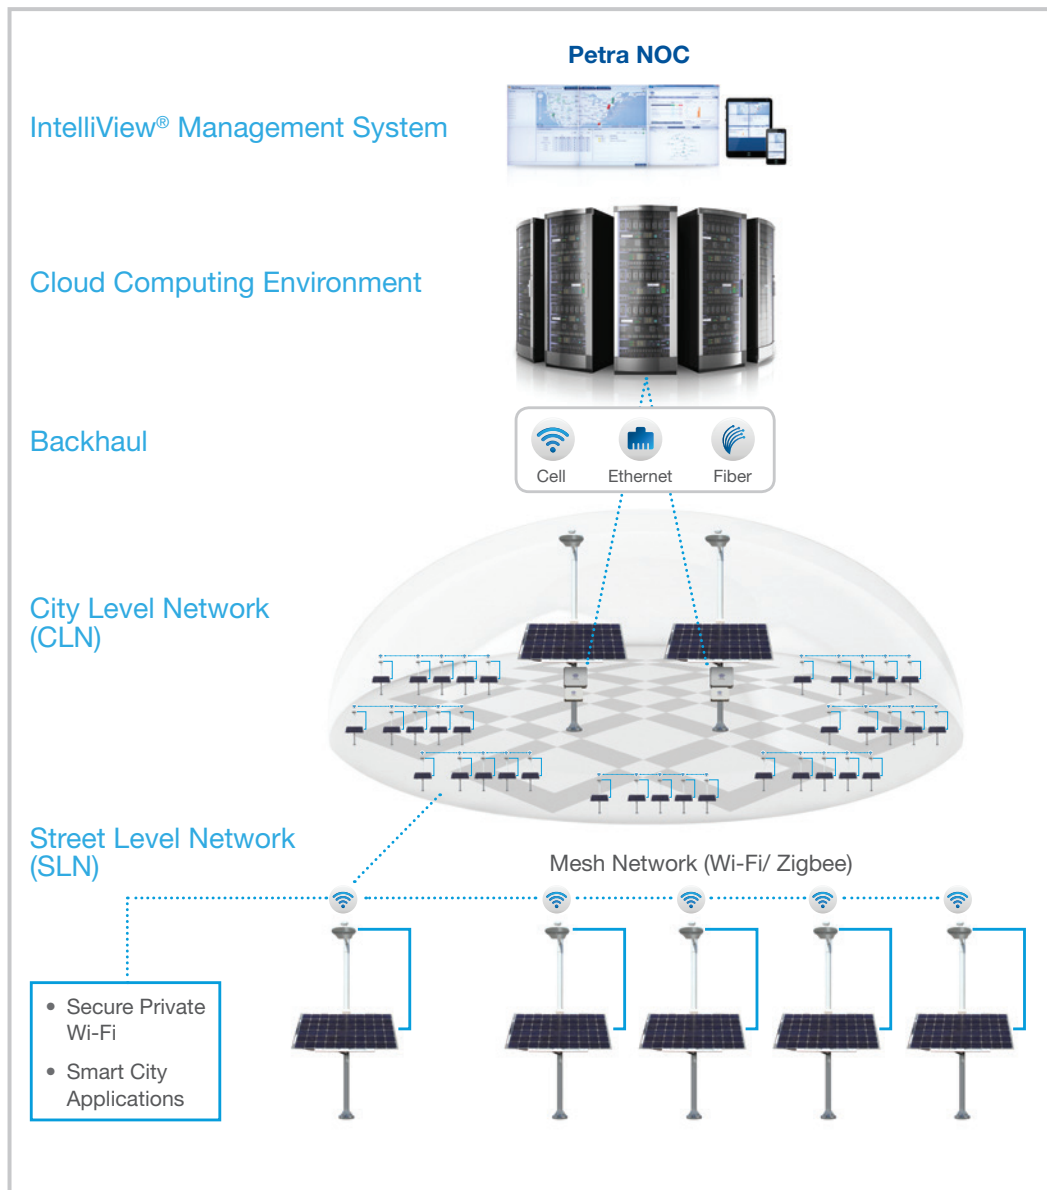 Petra NOC
IntelliView® Management System
Cloud Computing Environment
Backhaul
Cell
Ethernet
Fiber
City Level Network
(CLN)
Street Level Network
(SLN)
Mesh Network (Wi-Fi/ Zigbee)
• Secure Private
Wi-Fi
• Smart City
Applications